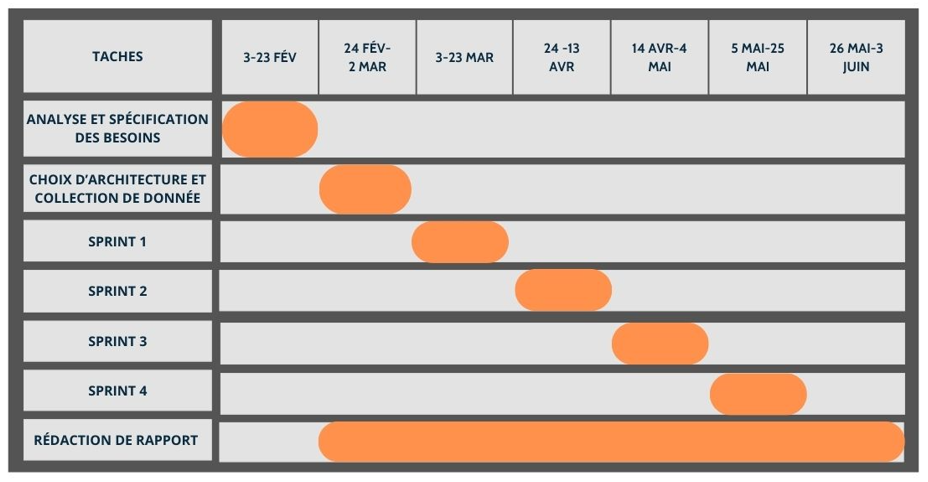 TACHES
3-23 FÉV
24 FÉV-
2 MAR
3-23 MAR
24 -13
AVR
14 AVR-4
MAI
5 MAI-25
MAI
26 MAI-3
JUIN
ANALYSE ET SPÉCIFICATION
DES BESOINS
CHOIX D'ARCHITECTURE ET
COLLECTION DE DONNÉE
SPRINT 1
SPRINT 2
SPRINT 3
SPRINT 4
RÉDACTION DE RAPPORT